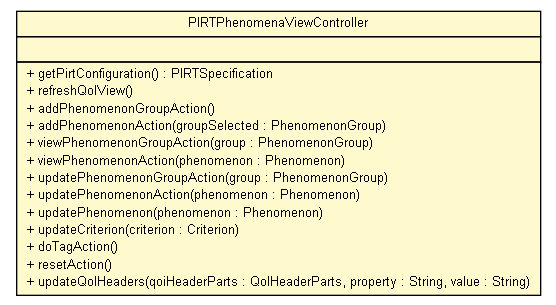 PIRTPhenomenaViewController
+ getPirtConfiguration() : PIRTSpecification
+ refreshQoIView()
+ addPhenomenonGroupAction()
+ addPhenomenonAction(groupSelected : PhenomenonGroup)
+ viewPhenomenonGroupAction(group : PhenomenonGroup)
+ viewPhenomenonAction(phenomenon : Phenomenon)
+ updatePhenomenonGroupAction(group : PhenomenonGroup)
+ updatePhenomenonAction(phenomenon : Phenomenon)
+ updatePhenomenon(phenomenon : Phenomenon)
+ updateCriterion(criterion : Criterion)
+ doTagAction()
+ resetAction()
+ updateQoIHeaders(qoiHeaderParts : QoIHeaderParts, property : String, value : String)